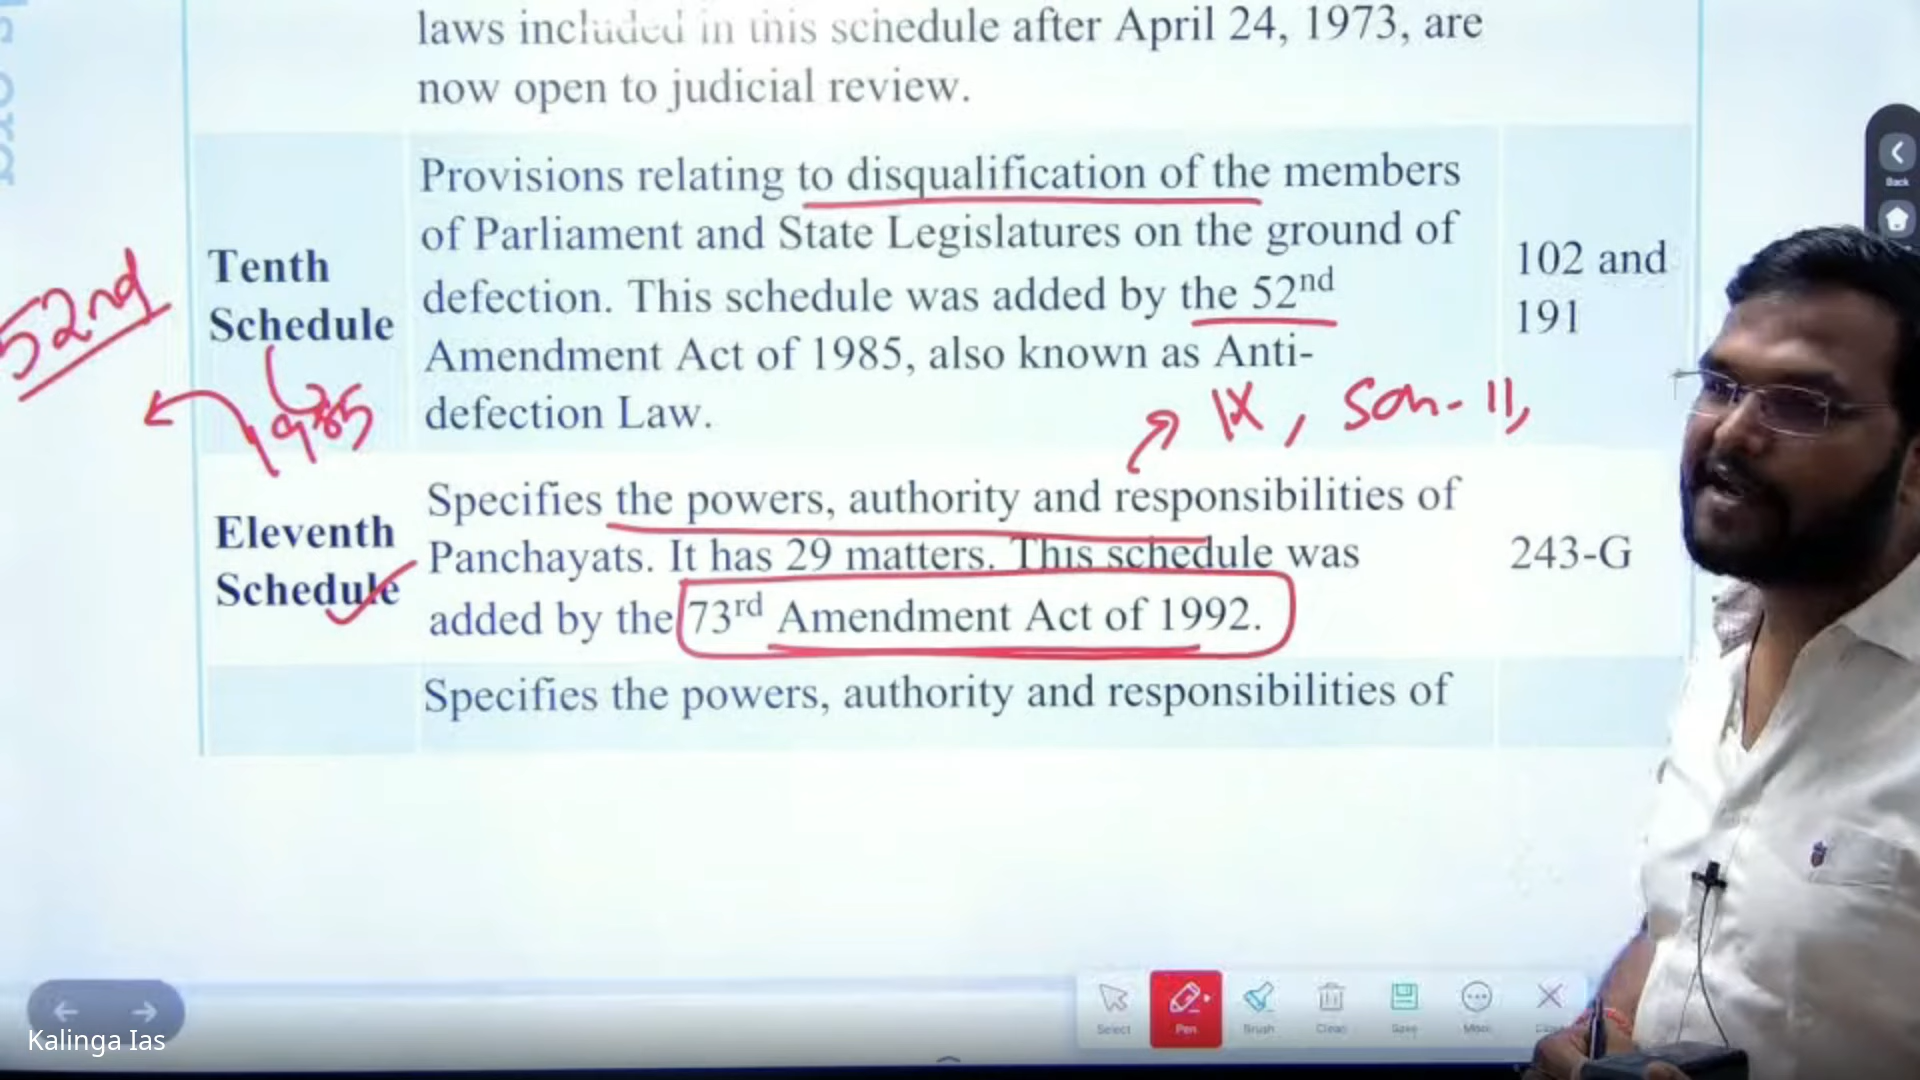 laws included in this schedule after April 24, 1973, are
now open to judicial review.
Tenth
Schedule
Provisions relating to disqualification of the members
of Parliament and State Legislatures on the ground of
defection. This schedule was added by the 52nd
Amendment Act of 1985, also known as Anti-
defection Law.
102 and
191
52nd
1985
IX, Sch-11,
Eleventh
Schedule
Specifies the powers, authority and responsibilities of
Panchayats. It has 29 matters. This schedule was
added by the 73rd Amendment Act of 1992.
243-G
Specifies the powers, authority and responsibilities of
Back
Select
Pen
Brush
Clean
Save
More
Kalinga Ias